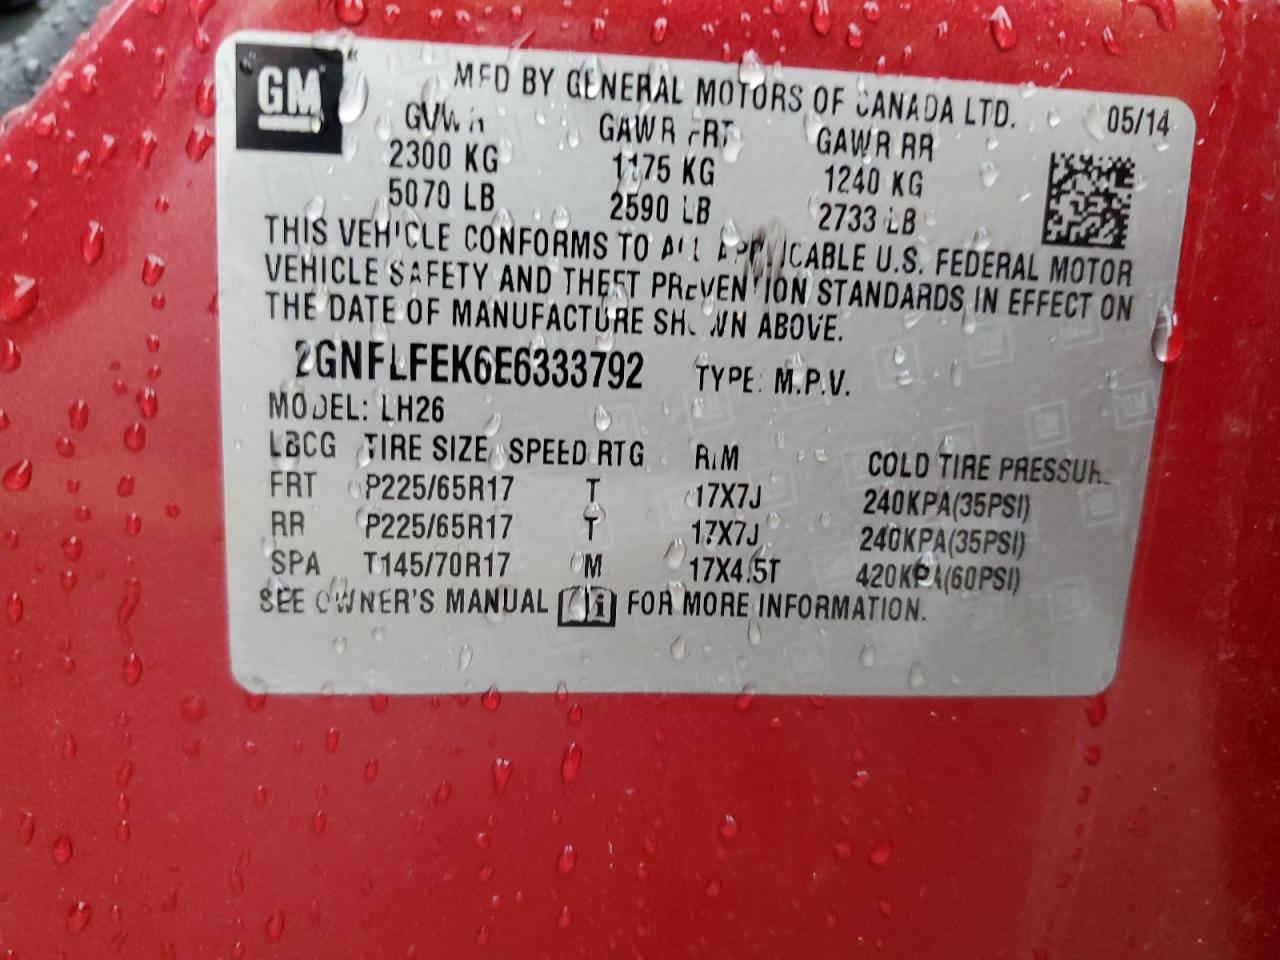 GM
MFD BY GENERAL MOTORS OF CANADA LTD.
05/14
GVWR GAWR FRT GAWR RR
2300 KG 1175 KG 1240 KG
5070 LB 2590 LB 2733 LB
THIS VEHICLE CONFORMS TO ALL APPLICABLE U.S. FEDERAL MOTOR
VEHICLE SAFETY AND THEFT PREVENTION STANDARDS IN EFFECT ON
THE DATE OF MANUFACTURE SHOWN ABOVE.
2GNFLFEK6E6333792 TYPE: M.P.V.
MODEL: LH26
LBCG TIRE SIZE SPEED RTG RIM COLD TIRE PRESSURE
FRT P225/65R17 T 17X7J 240KPA(35PSI)
RR P225/65R17 T 17X7J 240KPA(35PSI)
SPA T145/70R17 M 17X4.5T 420KPA(60PSI)
SEE OWNER'S MANUAL i FOR MORE INFORMATION.